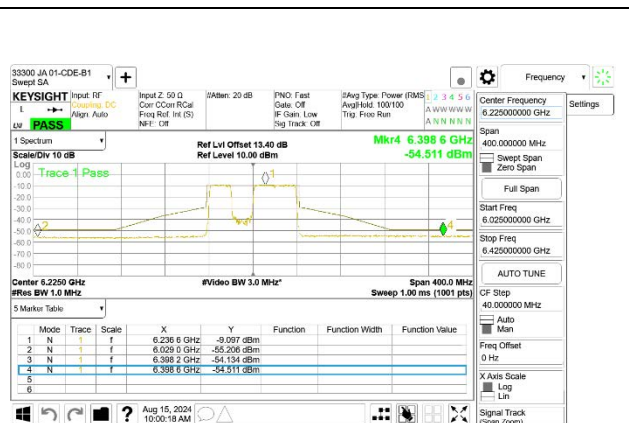 33300 JA 01-CDE-B1
Swept SA
Frequency
KEYSIGHT
L
PASS
Input: RF
Coupling: DC
Align: Auto
Input Z: 50 Ω
Corr CCorr RCal
Freq Ref: Int (S)
NFE: Off
#Atten: 20 dB
PNO: Fast
Gate: Off
IF Gain: Low
Sig Track: Off
#Avg Type: Power (RMS
Avg|Hold: 100/100
Trig: Free Run
1 2 3 4 5 6
A WW W W W
A N N N N N
Settings
1 Spectrum
Scale/Div 10 dB
Ref Lvl Offset 13.40 dB
Ref Level 10.00 dBm
Mkr4 6.398 6 GHz
-54.511 dBm
Log
Trace 1 Pass
0.00
-10.0
-20.0
-30.0
-40.0
-50.0
-60.0
-70.0
-80.0
1
2
4
Center 6.2250 GHz
#Res BW 1.0 MHz
#Video BW 3.0 MHz*
Span 400.0 MHz
Sweep 1.00 ms (1001 pts)
5 Marker Table
Mode Trace Scale X Y Function Function Width Function Value
1 N 1 f 6.236 6 GHz -9.097 dBm
2 N 1 f 6.029 0 GHz -55.206 dBm
3 N 1 f 6.398 2 GHz -54.134 dBm
4 N 1 f 6.398 6 GHz -54.511 dBm
5
6
?
Aug 15, 2024
10:00:18 AM
Center Frequency
6.225000000 GHz
Span
400.000000 MHz
Swept Span
Zero Span
Full Span
Start Freq
6.025000000 GHz
Stop Freq
6.425000000 GHz
AUTO TUNE
CF Step
40.000000 MHz
Auto
Man
Freq Offset
0 Hz
X Axis Scale
Log
Lin
Signal Track
(Span Zoom)